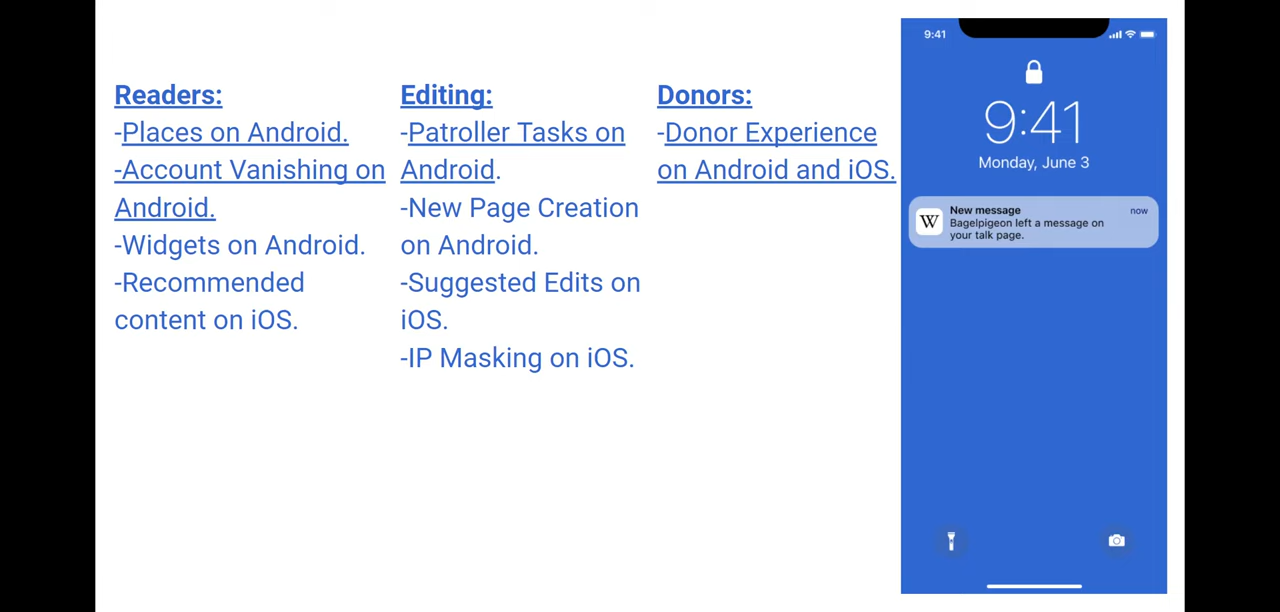 Readers:
-Places on Android.
-Account Vanishing on
Android.
-Widgets on Android.
-Recommended
content on iOS.
Editing:
-Patroller Tasks on
Android.
-New Page Creation
on Android.
-Suggested Edits on
iOS.
-IP Masking on iOS.
Donors:
-Donor Experience
on Android and iOS.
9:41
9:41
Monday, June 3
W
New message
now
Bagelpigeon left a message on
your talk page.